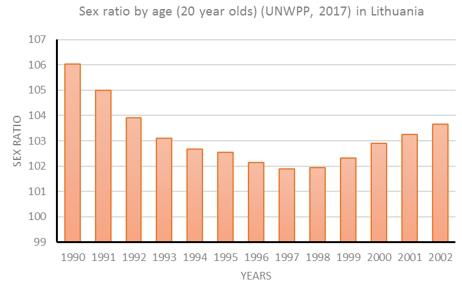 Sex ratio by age (20 year olds) (UNWPP, 2017) in Lithuania
107
106
105
104
103
102
101
100
99
SEX RATIO
1990 1991 1992 1993 1994 1995 1996 1997 1998 1999 2000 2001 2002
YEARS